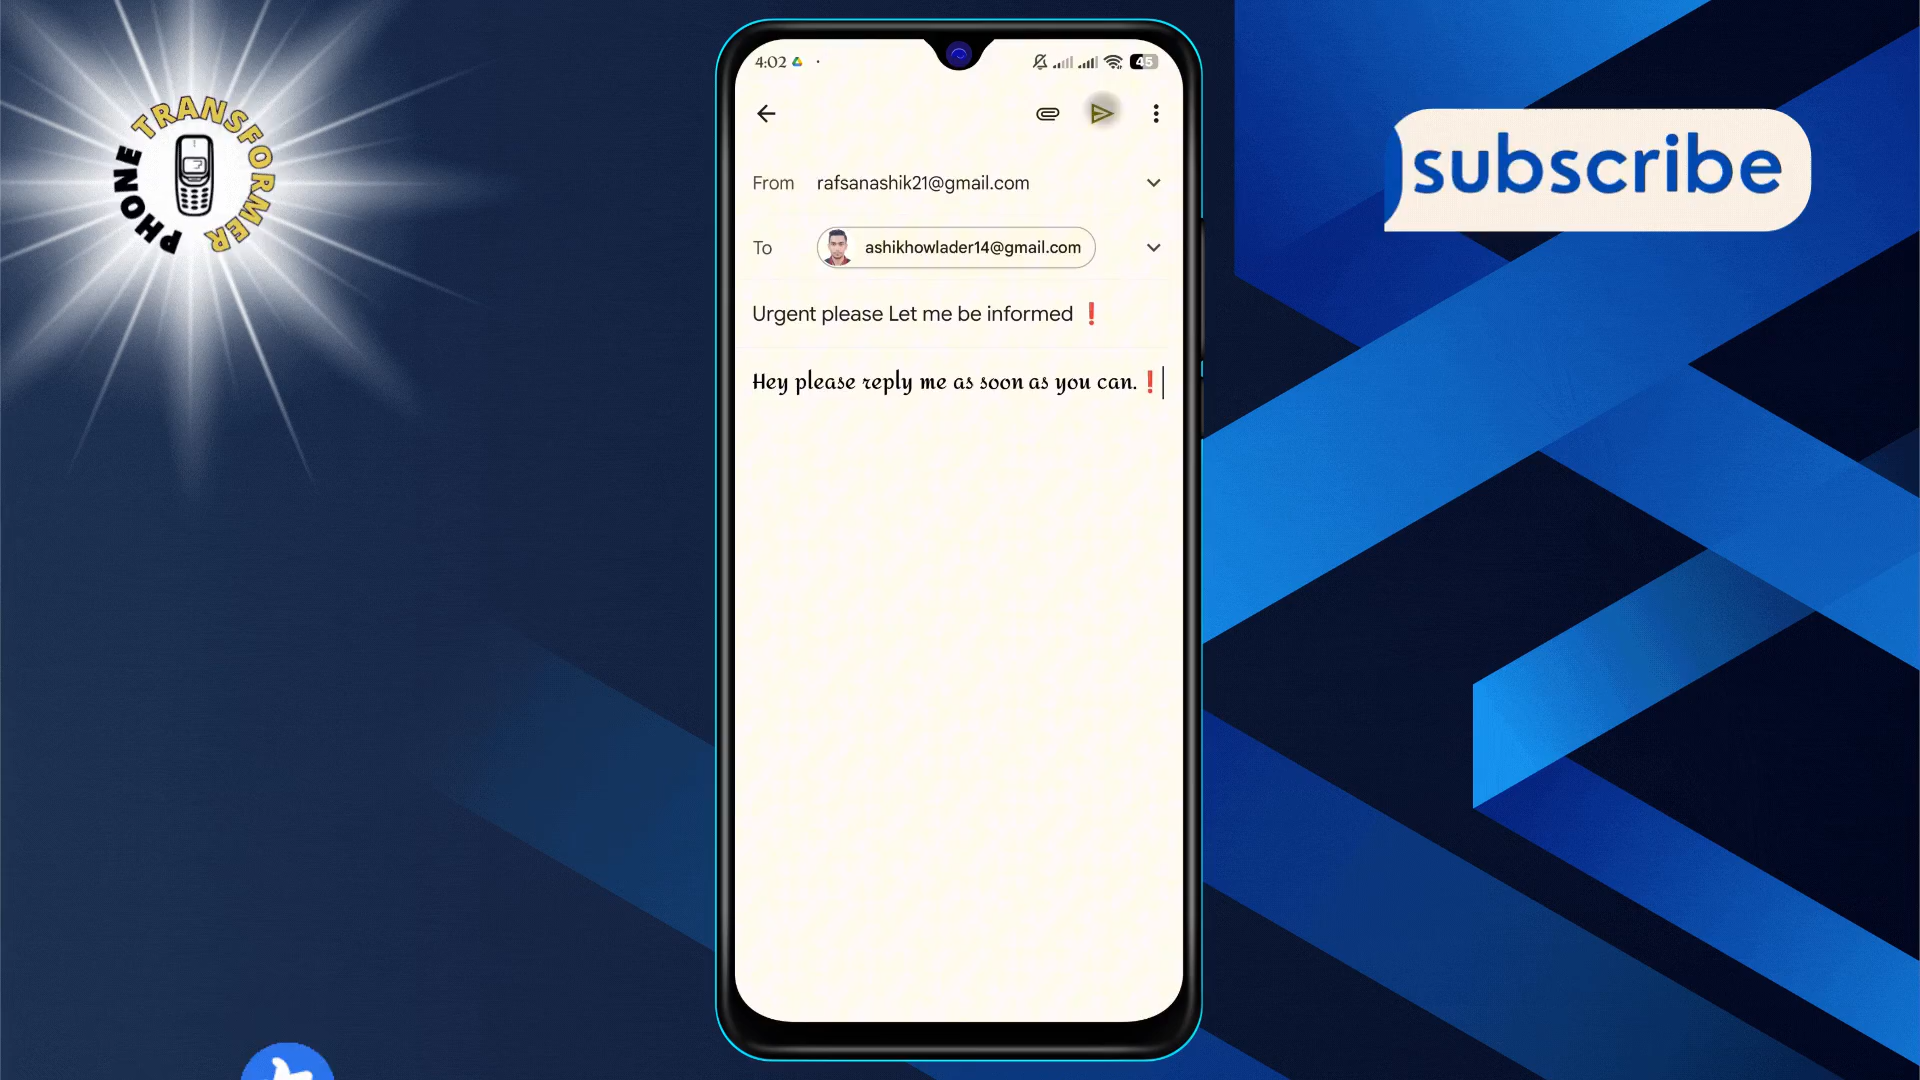 PHONE TRANSFORMER
subscribe
4:02
45
From rafsanashik21@gmail.com
To ashikhowlader14@gmail.com
Urgent please Let me be informed ❗
Hey please reply me as soon as you can.❗